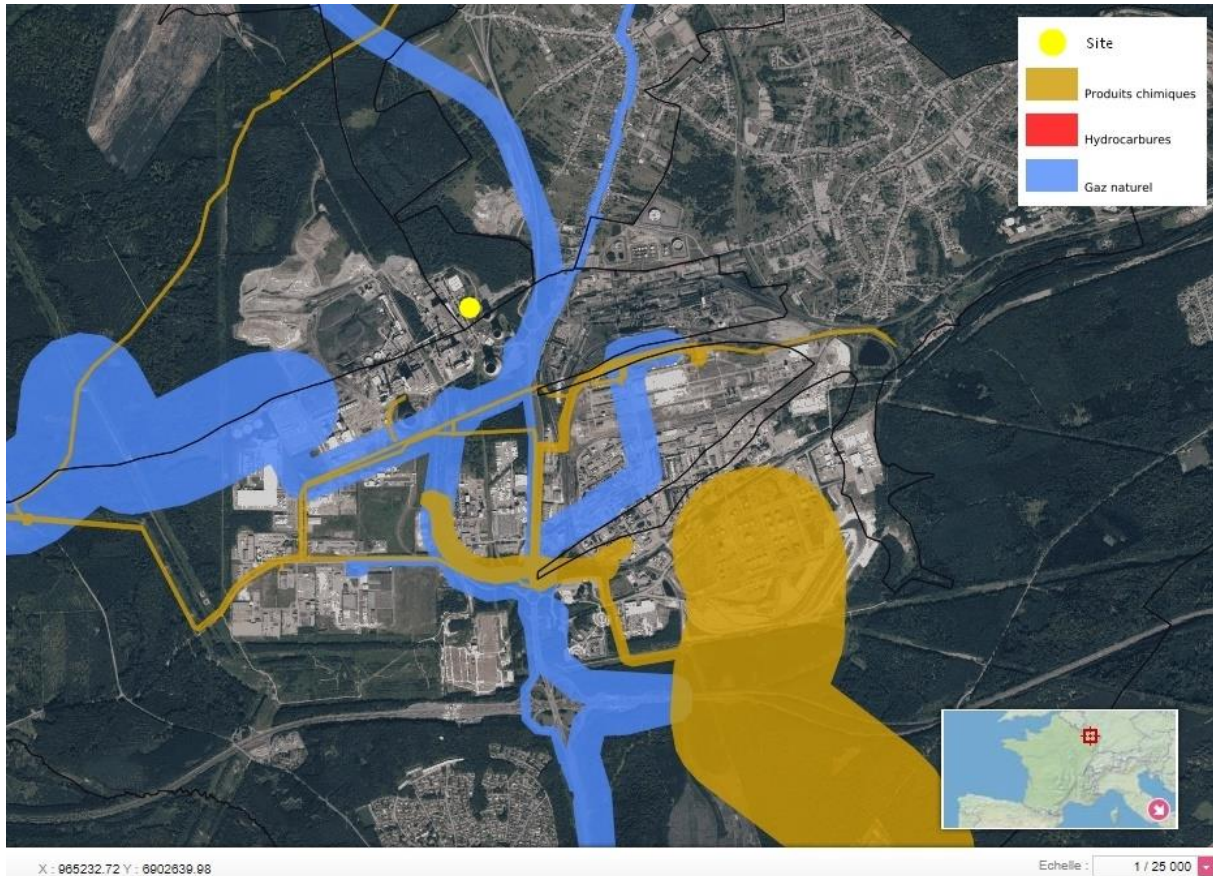 Site
Produits chimiques
Hydrocarbures
Gaz naturel
X : 965232.72 Y : 6902639.98
Echelle : 1 / 25 000